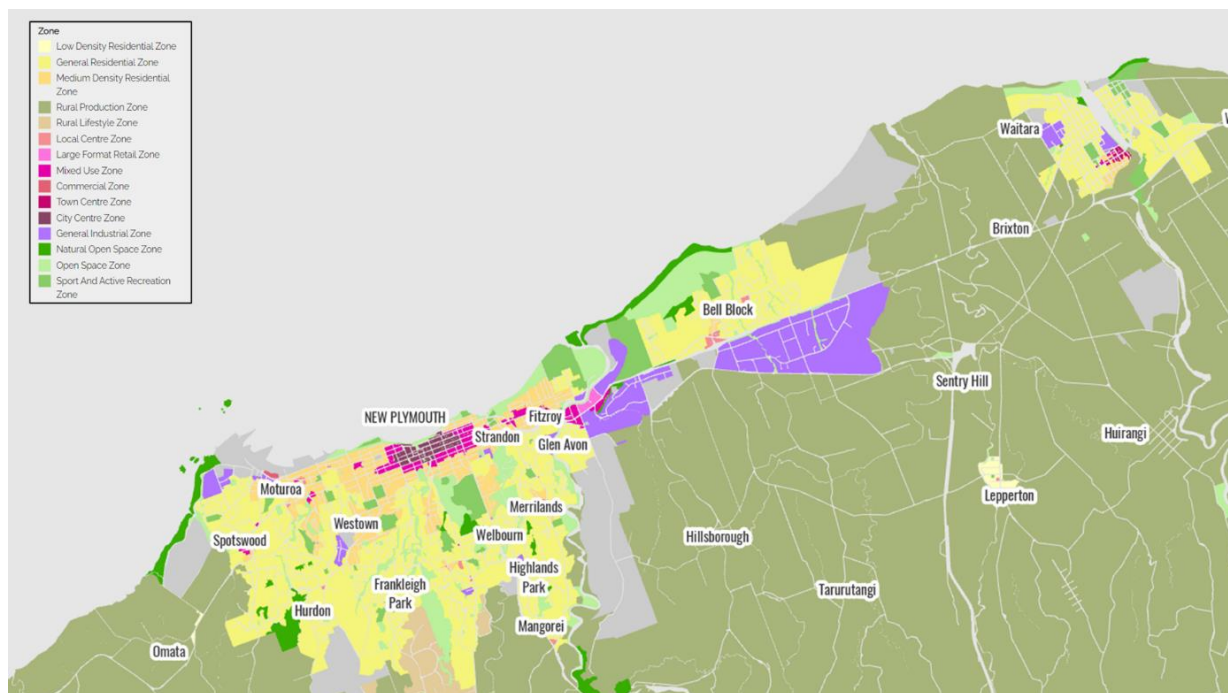 Zone
Low Density Residential Zone
General Residential Zone
Medium Density Residential
Zone
Rural Production Zone
Rural Lifestyle Zone
Local Centre Zone
Large Format Retail Zone
Mixed Use Zone
Commercial Zone
Town Centre Zone
City Centre Zone
General Industrial Zone
Natural Open Space Zone
Open Space Zone
Sport And Active Recreation
Zone
Waitara
W
Brixton
Bell Block
Sentry Hill
NEW PLYMOUTH
Fitzroy
Strandon
Glen Avon
Huirangi
Moturoa
Lepperton
Merrilands
Westown
Spotswood
Welbourn
Hillsborough
Highlands
Park
Frankleigh
Park
Tarurutangi
Hurdon
Mangorei
Omata